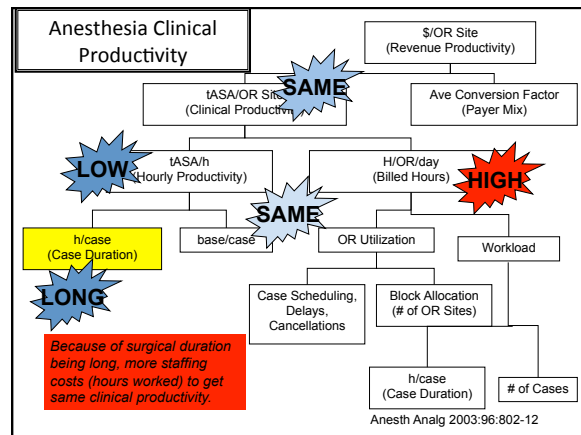 Anesthesia Clinical
Productivity
$/OR Site
(Revenue Productivity)
SAME
tASA/OR Sit
(Clinical Productiv
Ave Conversion Factor
(Payer Mix)
LOW
tASA/h
(Hourly Productivity)
SAME
H/OR/day
(Billed Hours)
HIGH
h/case
(Case Duration)
base/case
OR Utilization
Workload
LONG
Case Scheduling,
Delays,
Cancellations
Block Allocation
(# of OR Sites)
Because of surgical duration
being long, more staffing
costs (hours worked) to get
same clinical productivity.
h/case
(Case Duration)
# of Cases
Anesth Analg 2003:96:802-12